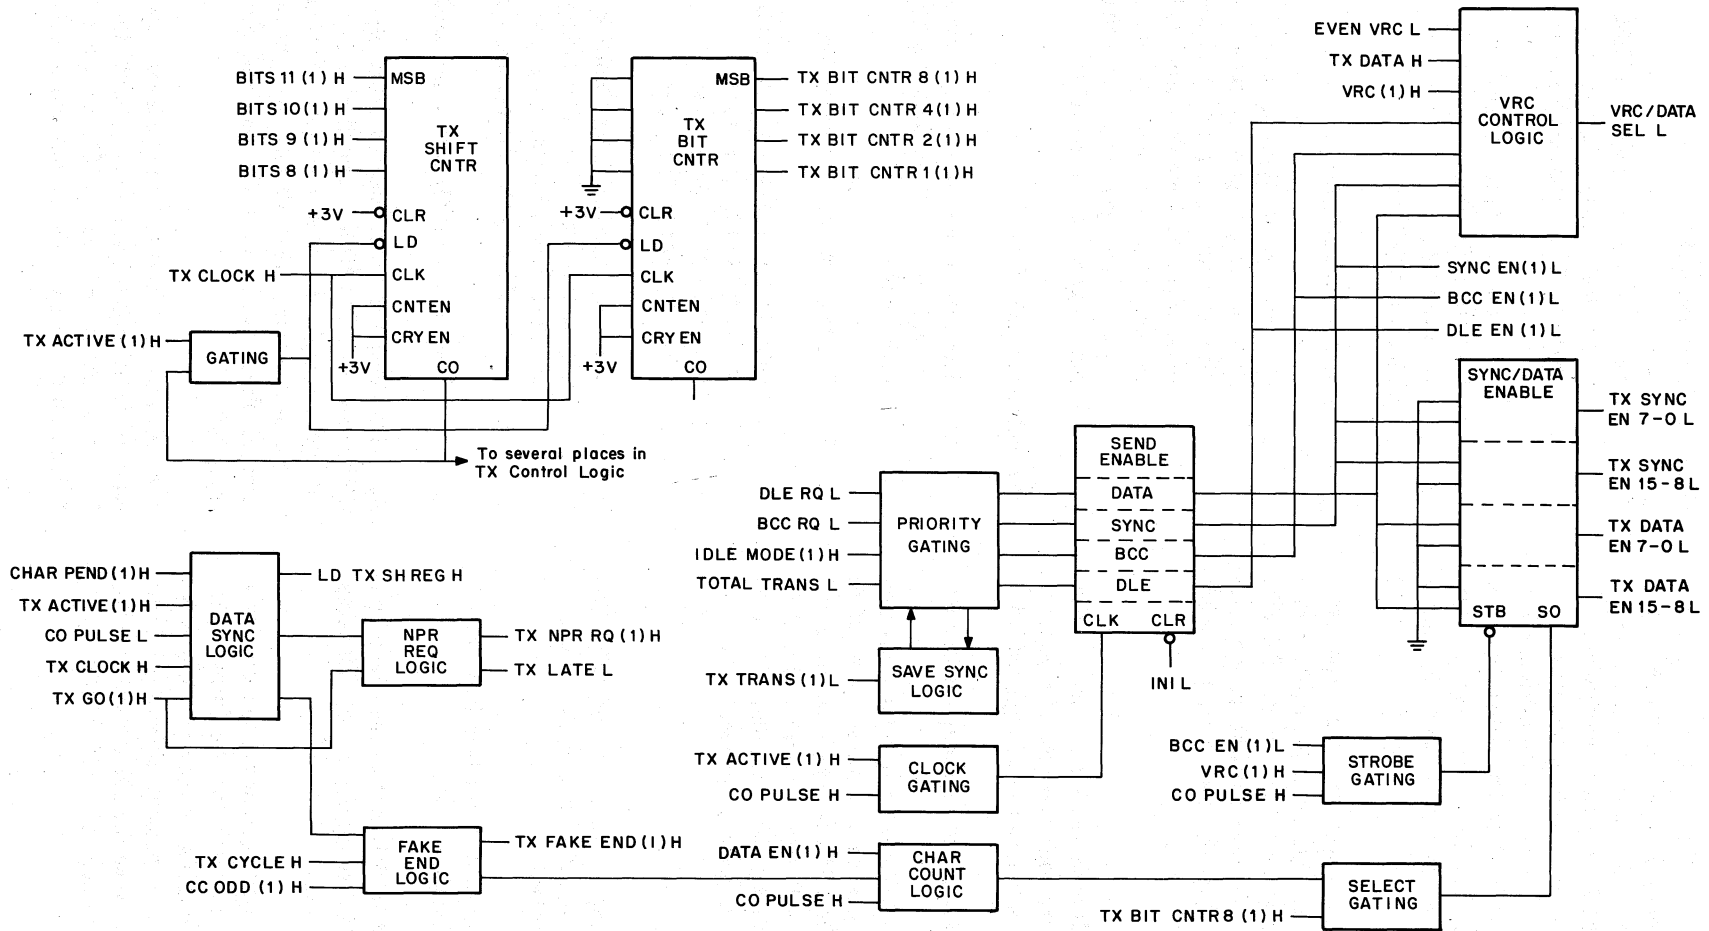 BITS 11 (1) H
BITS 10 (1) H
BITS 9 (1) H
BITS 8 (1) H
+3V
TX CLOCK H
TX ACTIVE (1) H
GATING
+3V
MSB
TX
SHIFT
CNTR
CLR
LD
CLK
CNTEN
CRY EN
CO
+3V
+3V
MSB
TX
BIT
CNTR
CLR
LD
CLK
CNTEN
CRY EN
CO
TX BIT CNTR 8 (1) H
TX BIT CNTR 4 (1) H
TX BIT CNTR 2 (1) H
TX BIT CNTR 1 (1) H
To several places in
TX Control Logic
EVEN VRC L
TX DATA H
VRC (1) H
VRC
CONTROL
LOGIC
VRC/DATA
SEL L
SYNC EN (1) L
BCC EN (1) L
DLE EN (1) L
SYNC/DATA
ENABLE
STB
SO
TX SYNC
EN 7-0 L
TX SYNC
EN 15-8 L
TX DATA
EN 7-0 L
TX DATA
EN 15-8 L
DLE RQ L
BCC RQ L
IDLE MODE (1) H
TOTAL TRANS L
PRIORITY
GATING
SEND
ENABLE
DATA
SYNC
BCC
DLE
CLK
CLR
INI L
TX TRANS (1) L
SAVE SYNC
LOGIC
TX ACTIVE (1) H
CO PULSE H
CLOCK
GATING
BCC EN (1) L
VRC (1) H
CO PULSE H
STROBE
GATING
CHAR PEND (1) H
TX ACTIVE (1) H
CO PULSE L
TX CLOCK H
TX GO (1) H
DATA
SYNC
LOGIC
LD TX SH REG H
NPR
REQ
LOGIC
TX NPR RQ (1) H
TX LATE L
TX CYCLE H
CC ODD (1) H
FAKE
END
LOGIC
TX FAKE END (1) H
DATA EN (1) H
CO PULSE H
CHAR
COUNT
LOGIC
TX BIT CNTR 8 (1) H
SELECT
GATING